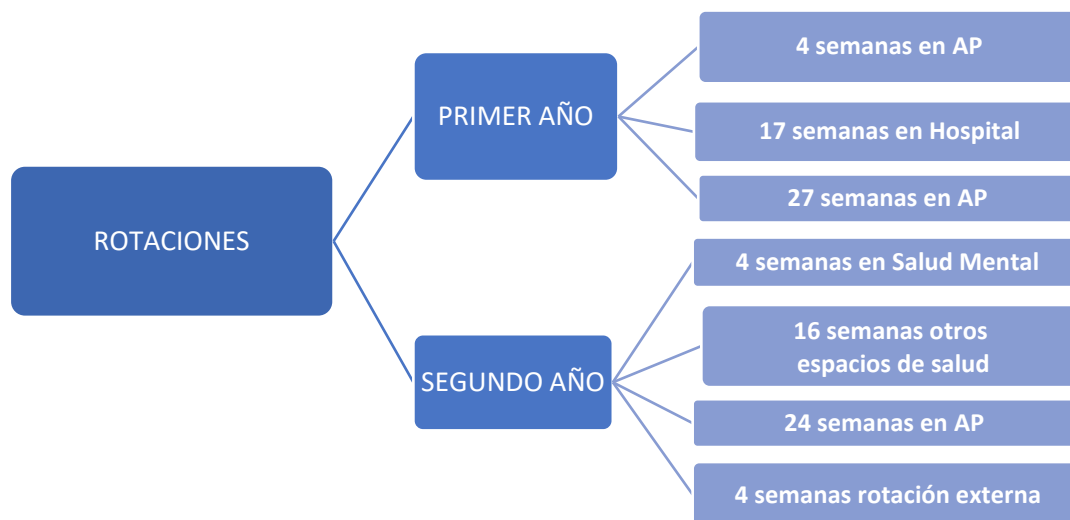 ROTACIONES
PRIMER AÑO
4 semanas en AP
17 semanas en Hospital
27 semanas en AP
SEGUNDO AÑO
4 semanas en Salud Mental
16 semanas otros
espacios de salud
24 semanas en AP
4 semanas rotación externa